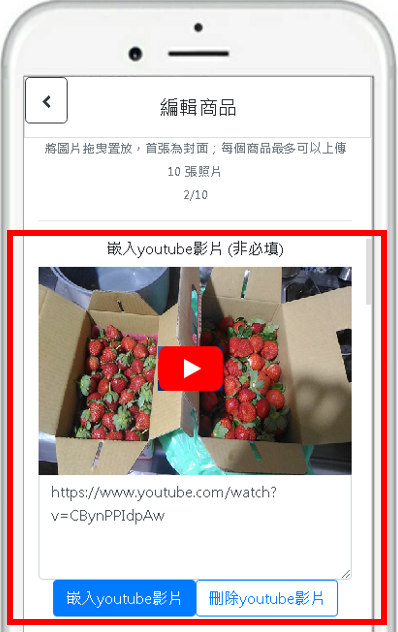 編輯商品
將圖片拖曳置放，首張為封面；每個商品最多可以上傳
10 張照片
2/10
嵌入youtube影片 (非必填)
https://www.youtube.com/watch?
v=CBynPPIdpAw
嵌入youtube影片
刪除youtube影片